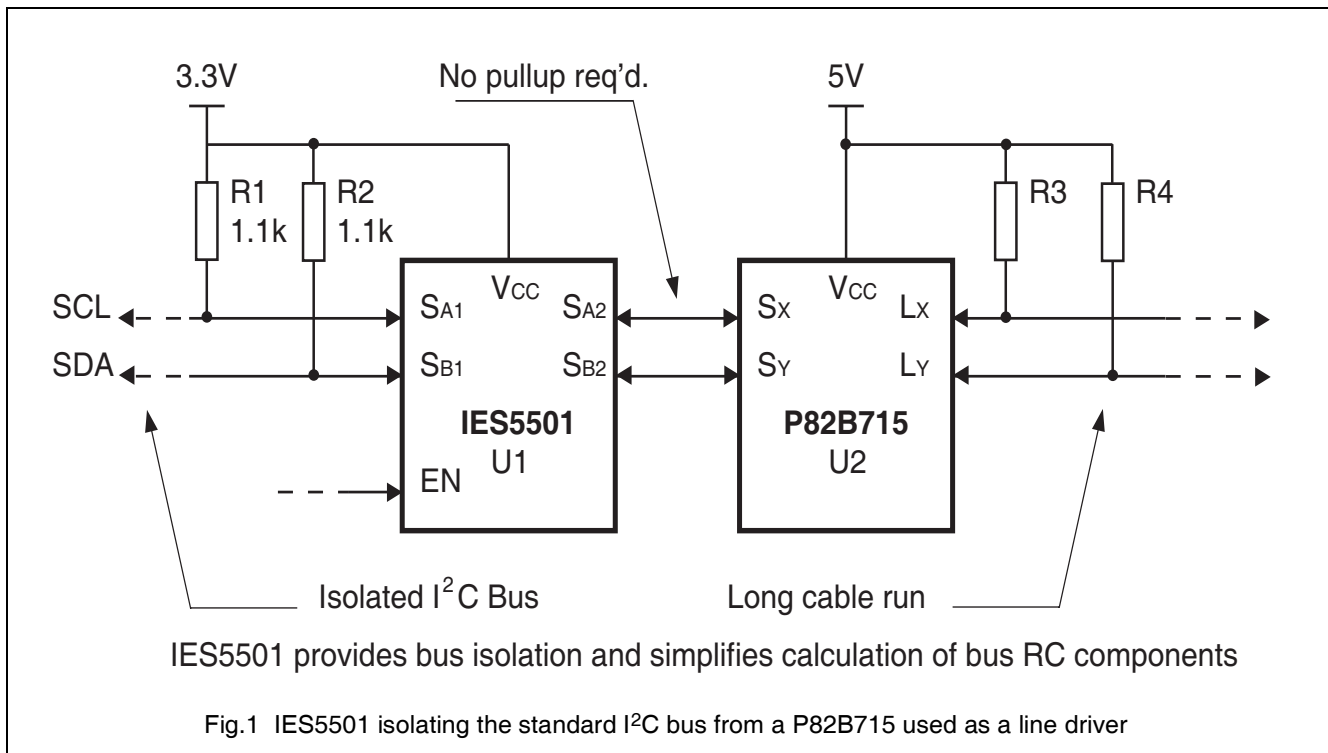 3.3V
No pullup req'd.
5V
R1
1.1k
R2
1.1k
R3
R4
SCL
SDA
VCC
SA1
SA2
SB1
SB2
IES5501
U1
EN
VCC
SX
LX
SY
LY
P82B715
U2
Isolated I²C Bus
Long cable run
IES5501 provides bus isolation and simplifies calculation of bus RC components
Fig.1 IES5501 isolating the standard I²C bus from a P82B715 used as a line driver